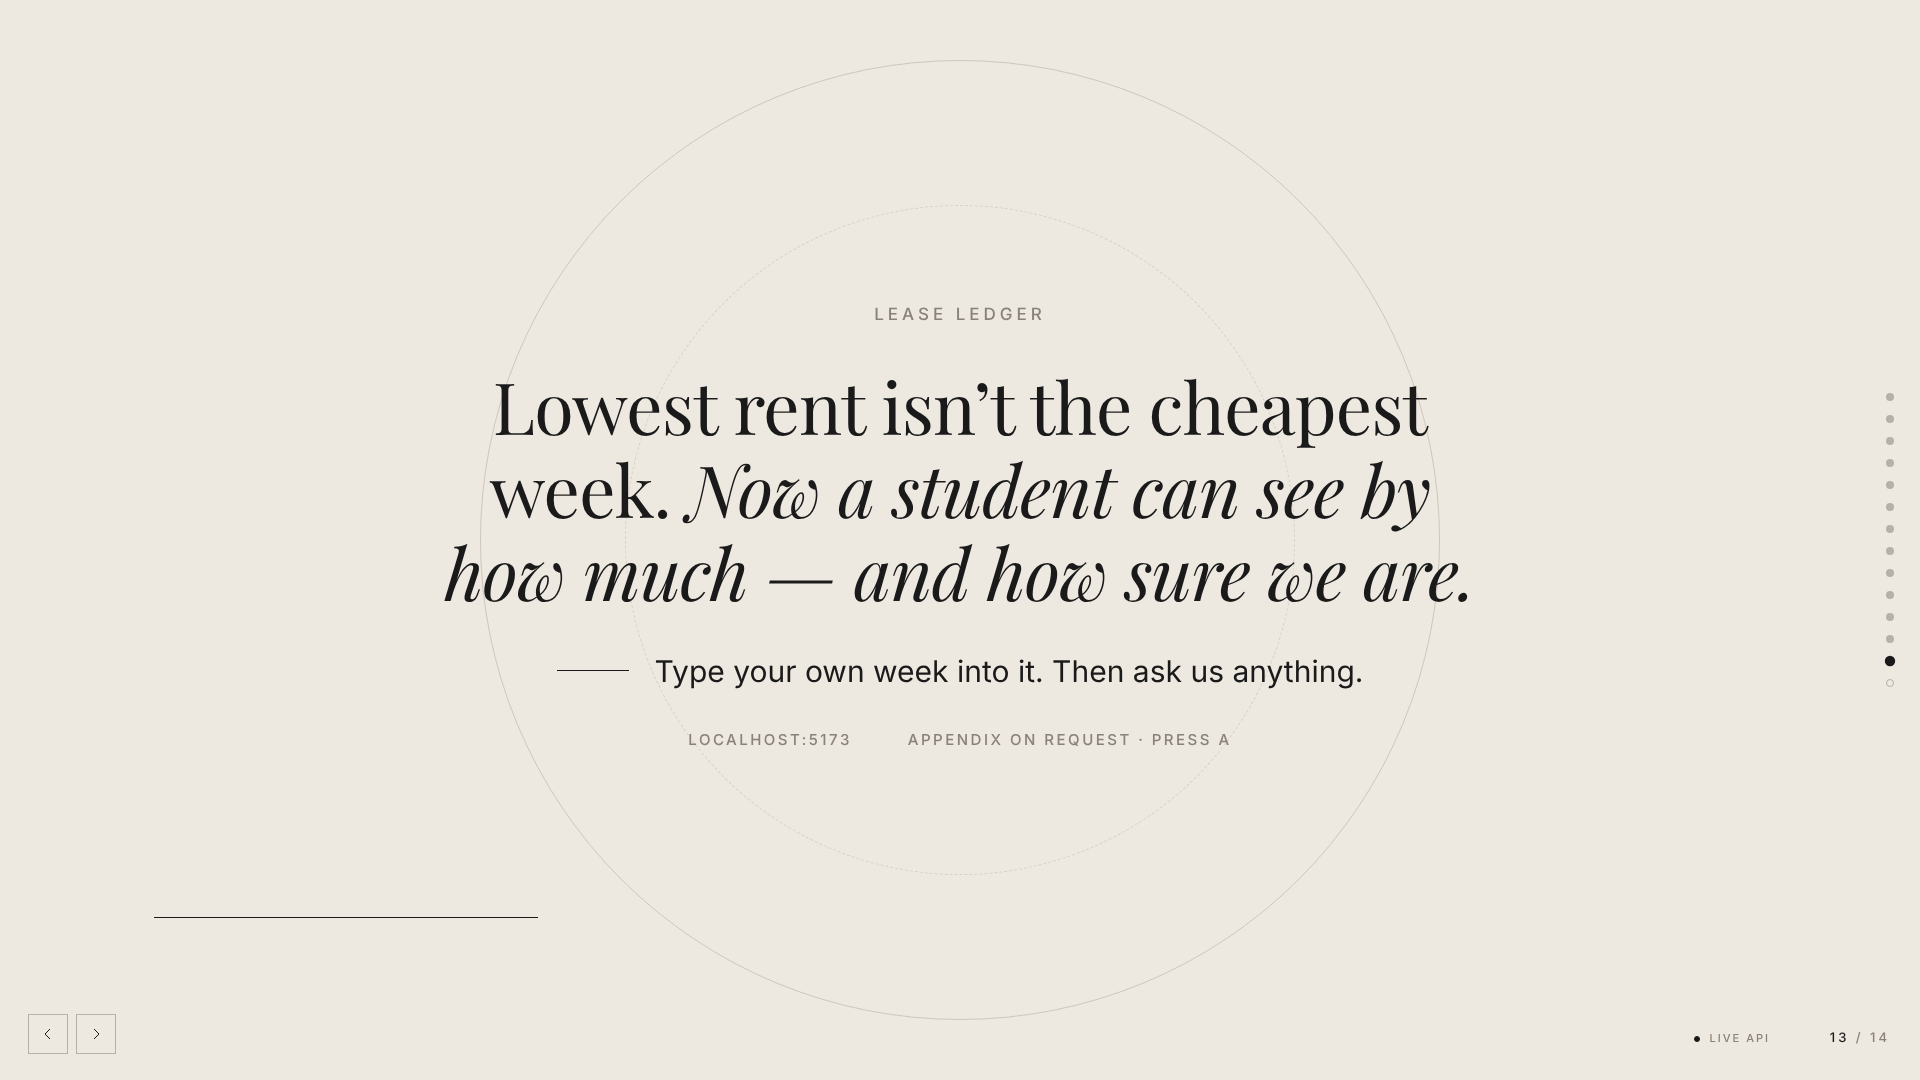 LEASE LEDGER
Lowest rent isn’t the cheapest
week. Now a student can see by
how much — and how sure we are.
Type your own week into it. Then ask us anything.
LOCALHOST:5173 APPENDIX ON REQUEST · PRESS A
LIVE API 13 / 14